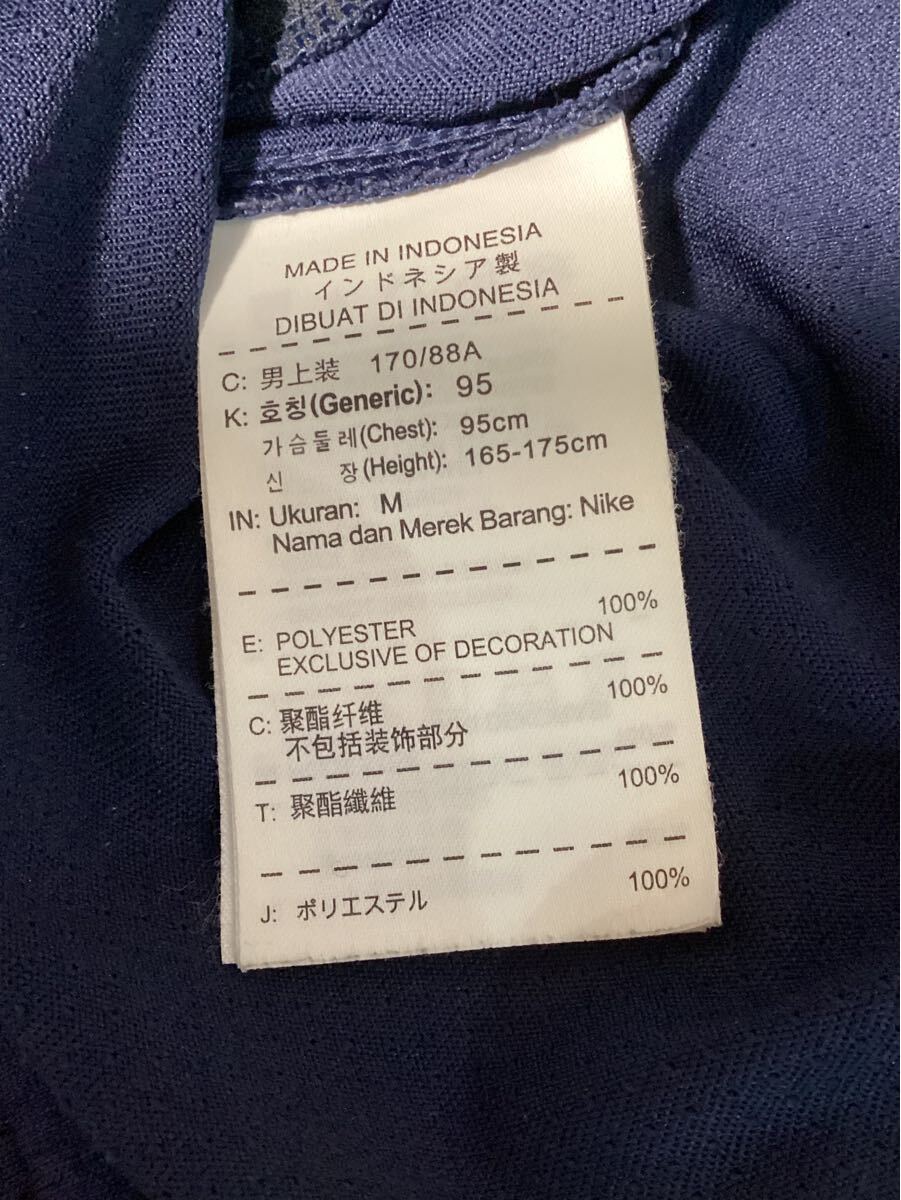 MADE IN INDONESIA
インドネシア製
DIBUAT DI INDONESIA
C: 男上装 170/88A
K: 호칭(Generic): 95
가슴둘레(Chest): 95cm
신 장(Height): 165-175cm
IN: Ukuran: M
Nama dan Merek Barang: Nike
E: POLYESTER 100%
EXCLUSIVE OF DECORATION
C: 聚酯纤维 100%
不包括装饰部分
T: 聚酯纖維 100%
J: ポリエステル 100%